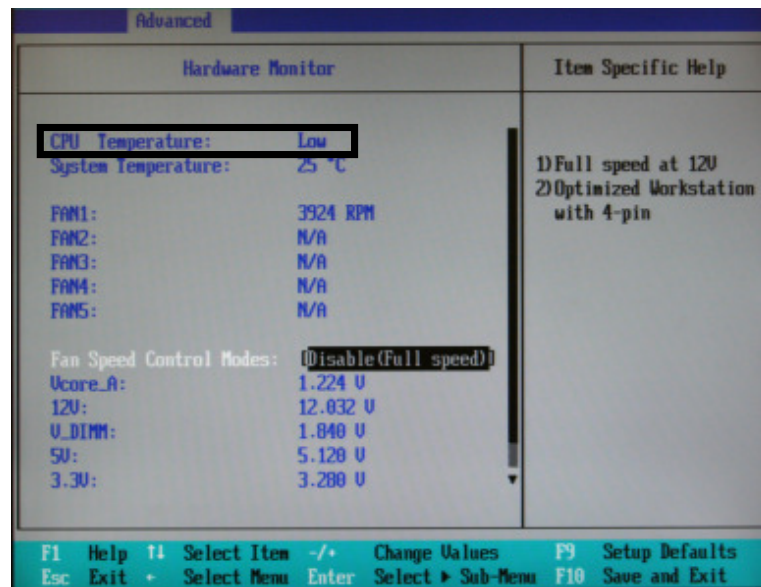 Advanced
Hardware Monitor
Item Specific Help
CPU Temperature: Low
System Temperature: 25 °C
FAN1: 3924 RPM
FAN2: N/A
FAN3: N/A
FAN4: N/A
FAN5: N/A
Fan Speed Control Modes: [Disable(Full speed)]
Vcore_A: 1.224 V
12V: 12.032 V
V_DIMM: 1.840 V
5V: 5.120 V
3.3V: 3.280 V
1)Full speed at 12V
2)Optimized Workstation
with 4-pin
F1 Help ↑↓ Select Item -/+ Change Values F9 Setup Defaults
Esc Exit ← Select Menu Enter Select ▶ Sub-Menu F10 Save and Exit